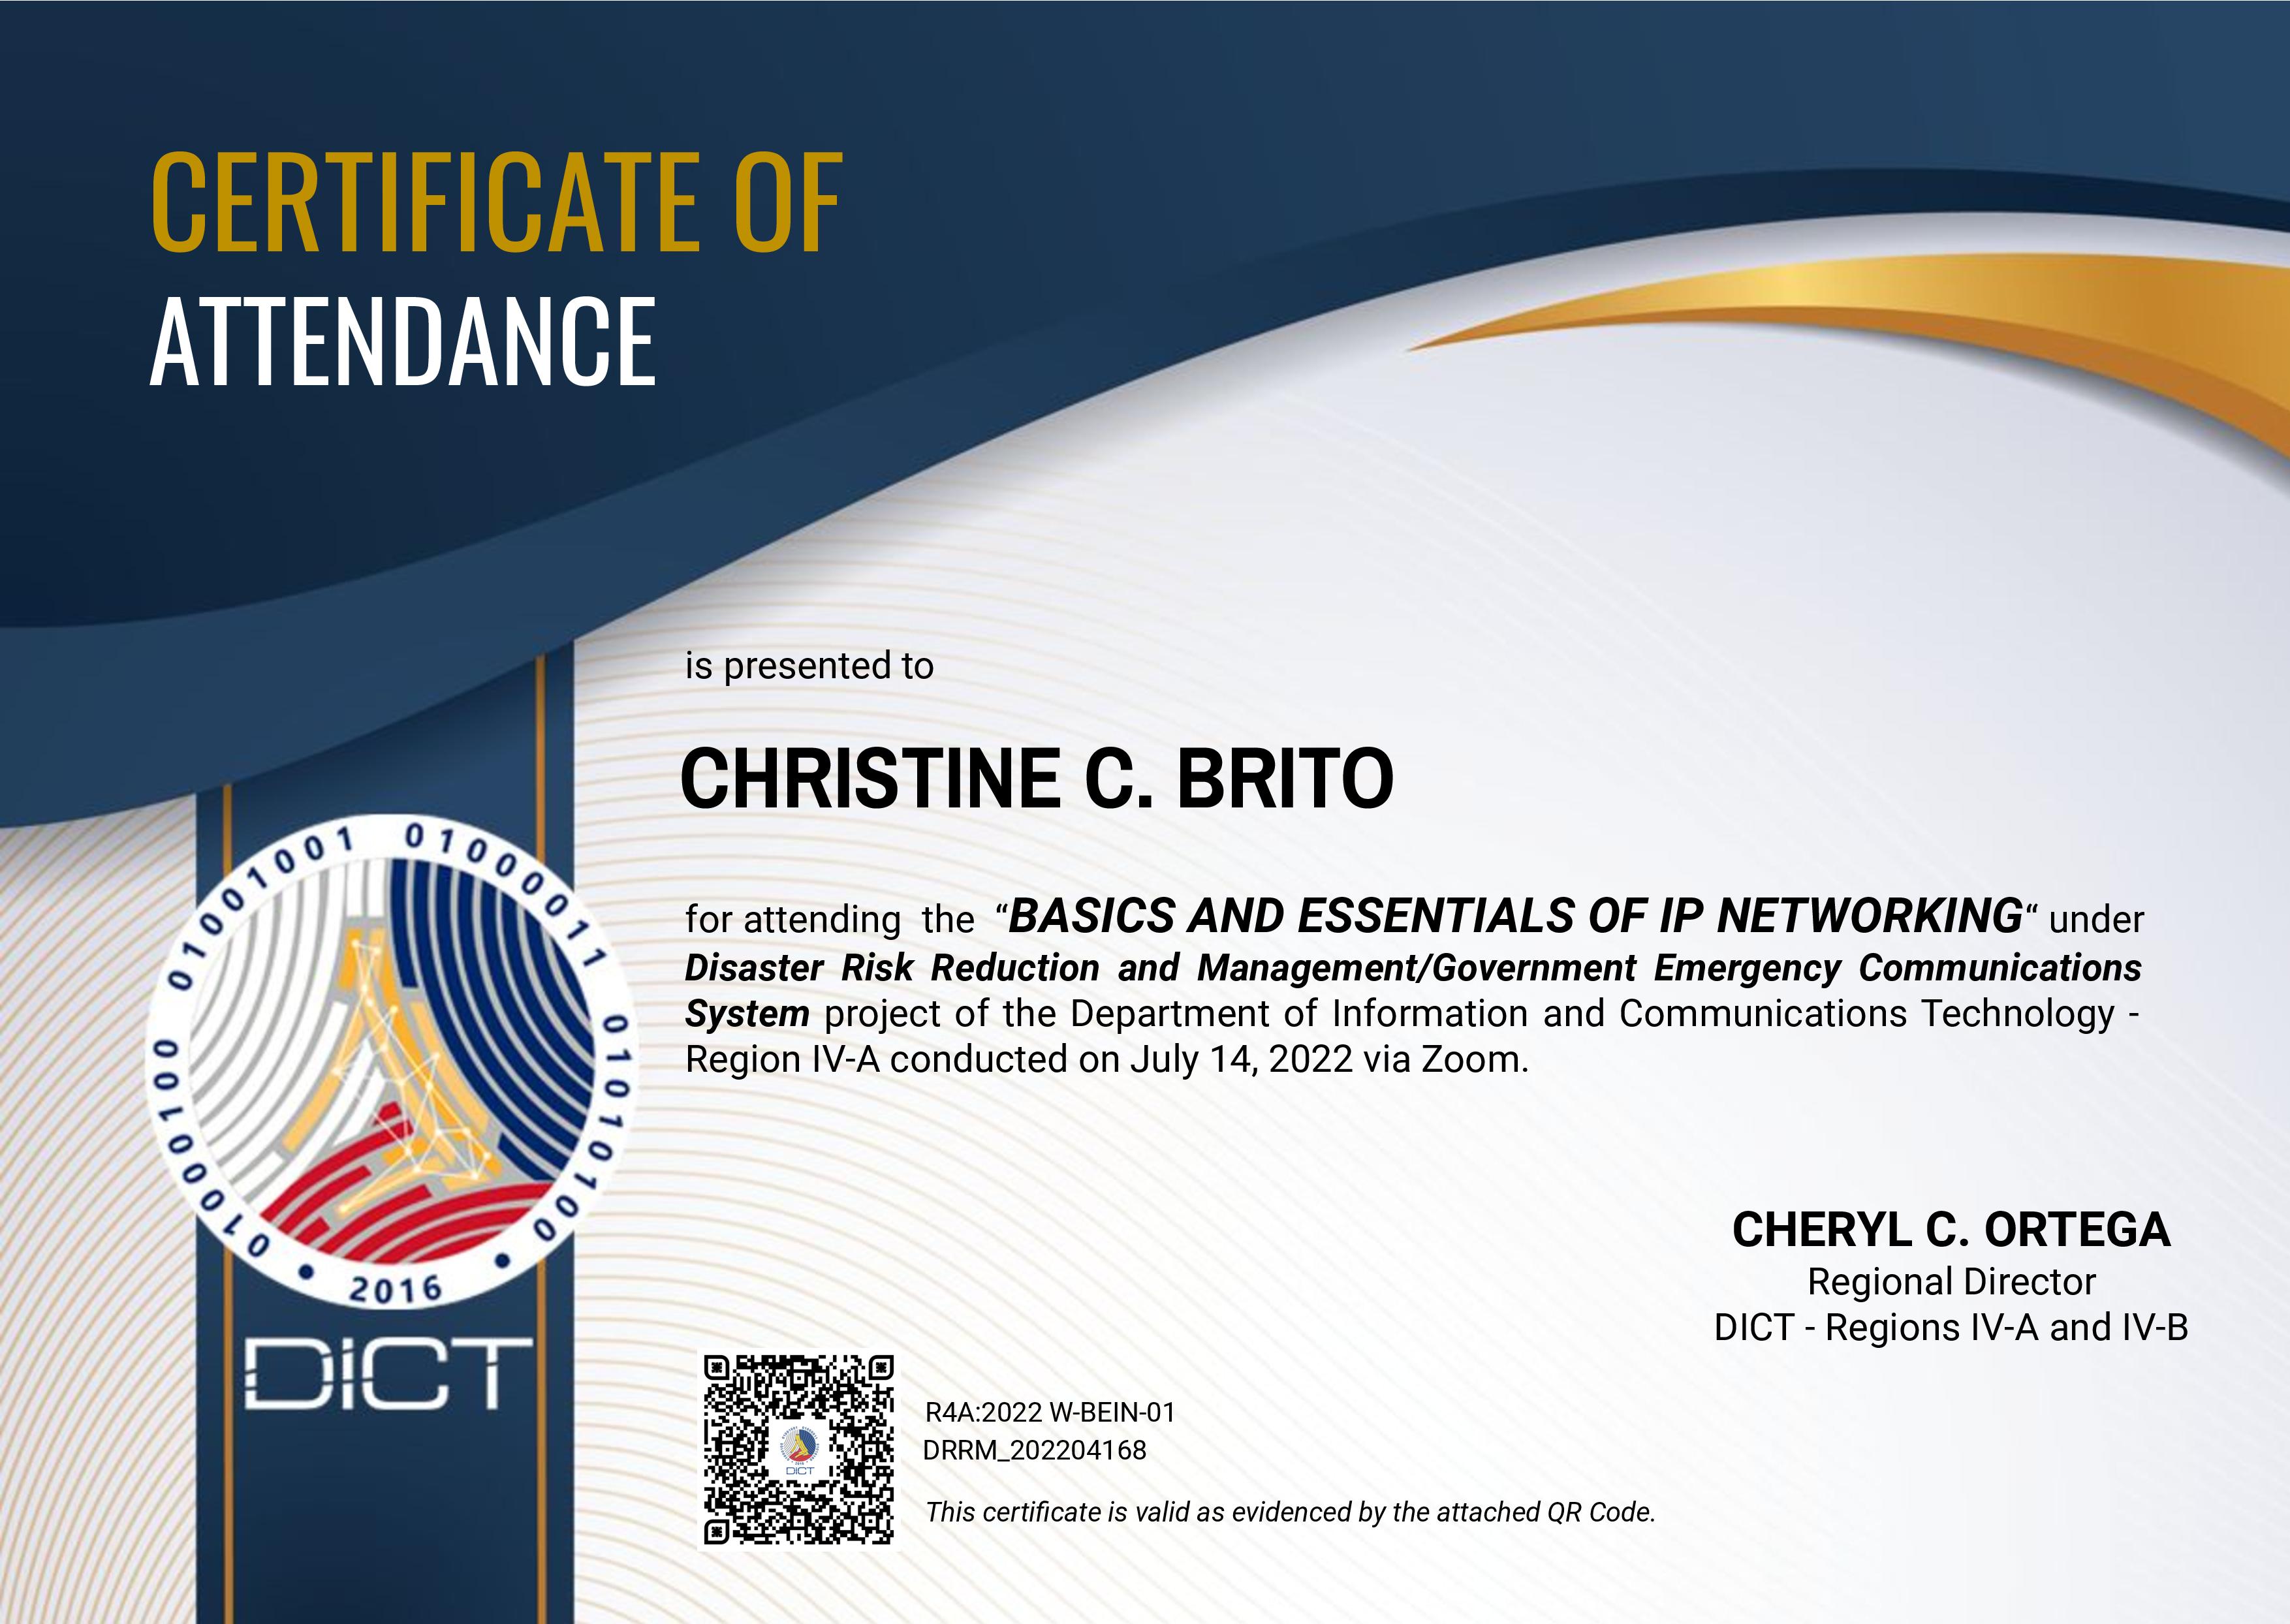 CERTIFICATE OF
ATTENDANCE
is presented to
CHRISTINE C. BRITO
for attending the “BASICS AND ESSENTIALS OF IP NETWORKING“ under
Disaster Risk Reduction and Management/Government Emergency Communications
System project of the Department of Information and Communications Technology -
Region IV-A conducted on July 14, 2022 via Zoom.
01000100 01001001 01000011 01010100
• 2016 •
DICT
CHERYL C. ORTEGA
Regional Director
DICT - Regions IV-A and IV-B
DICT
R4A:2022 W-BEIN-01
DRRM_202204168
This certificate is valid as evidenced by the attached QR Code.